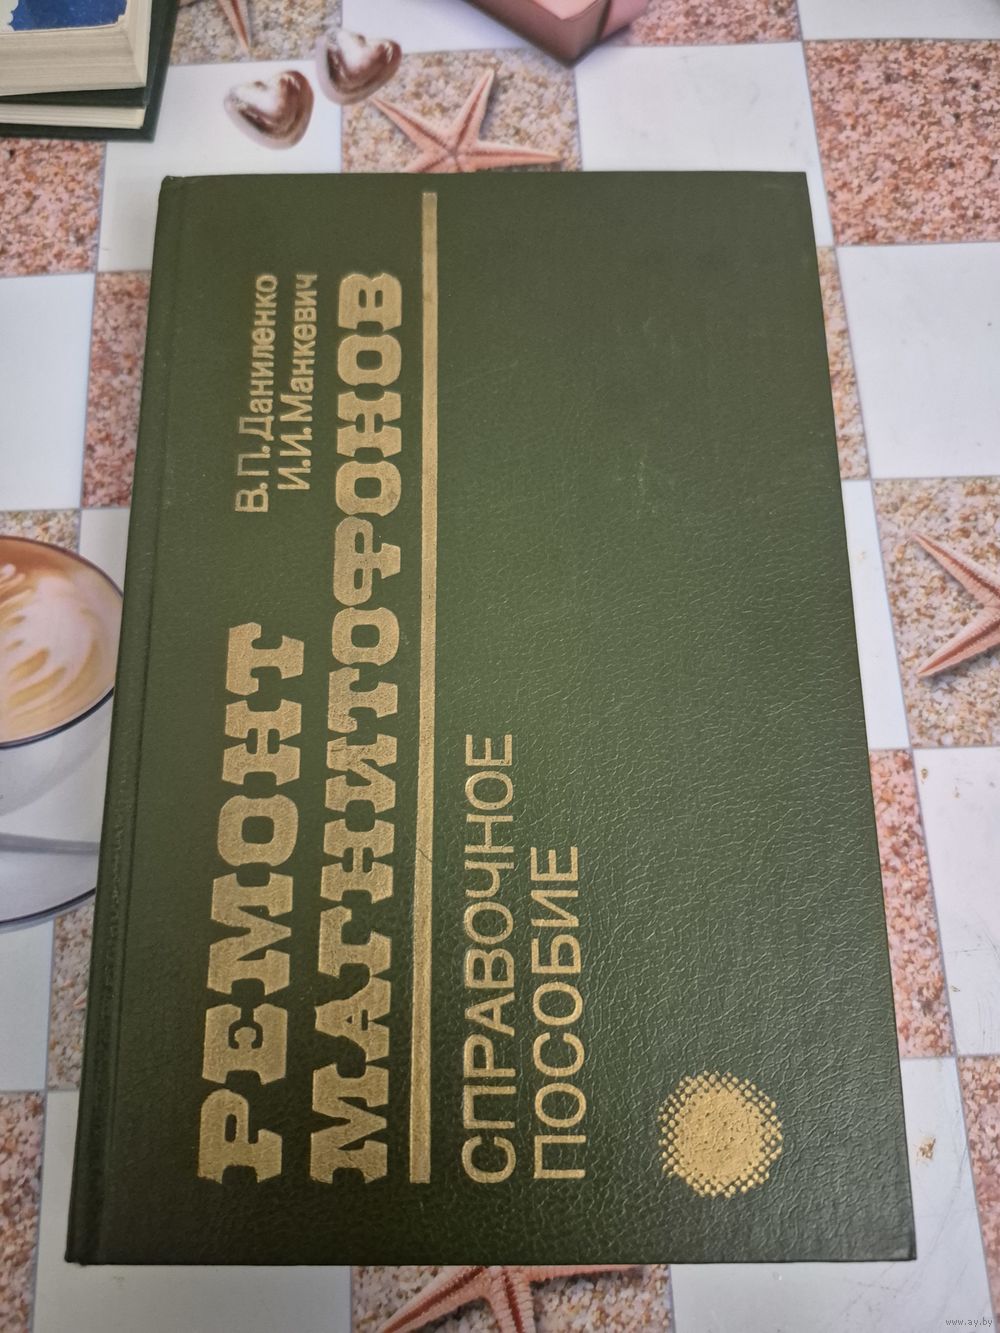 В.П.Даниленко
И.И.Манкевич
РЕМОНТ
МАГНИТОФОНОВ
СПРАВОЧНОЕ
ПОСОБИЕ
www.ay.by